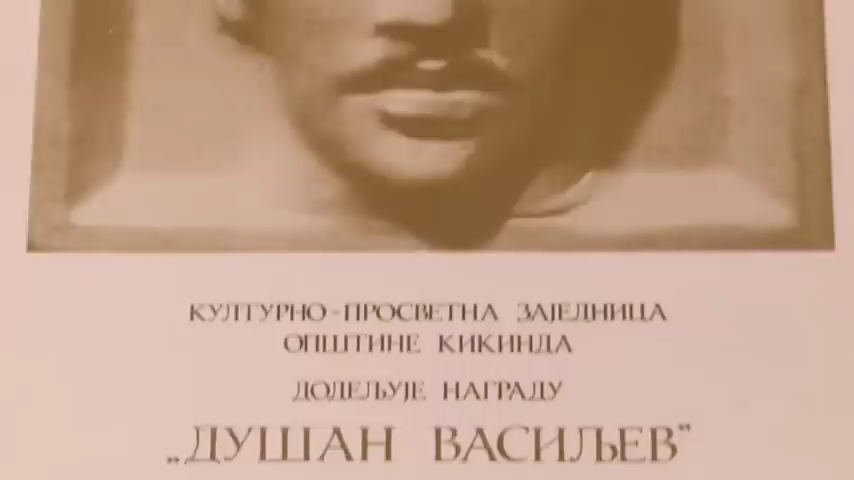 КУЛТУРНО-ПРОСВЕТНА ЗАЈЕДНИЦА
ОПШТИНЕ КИКИНДА
ДОДЕЉУЈЕ НАГРАДУ
„ДУШАН ВАСИЉЕВ”